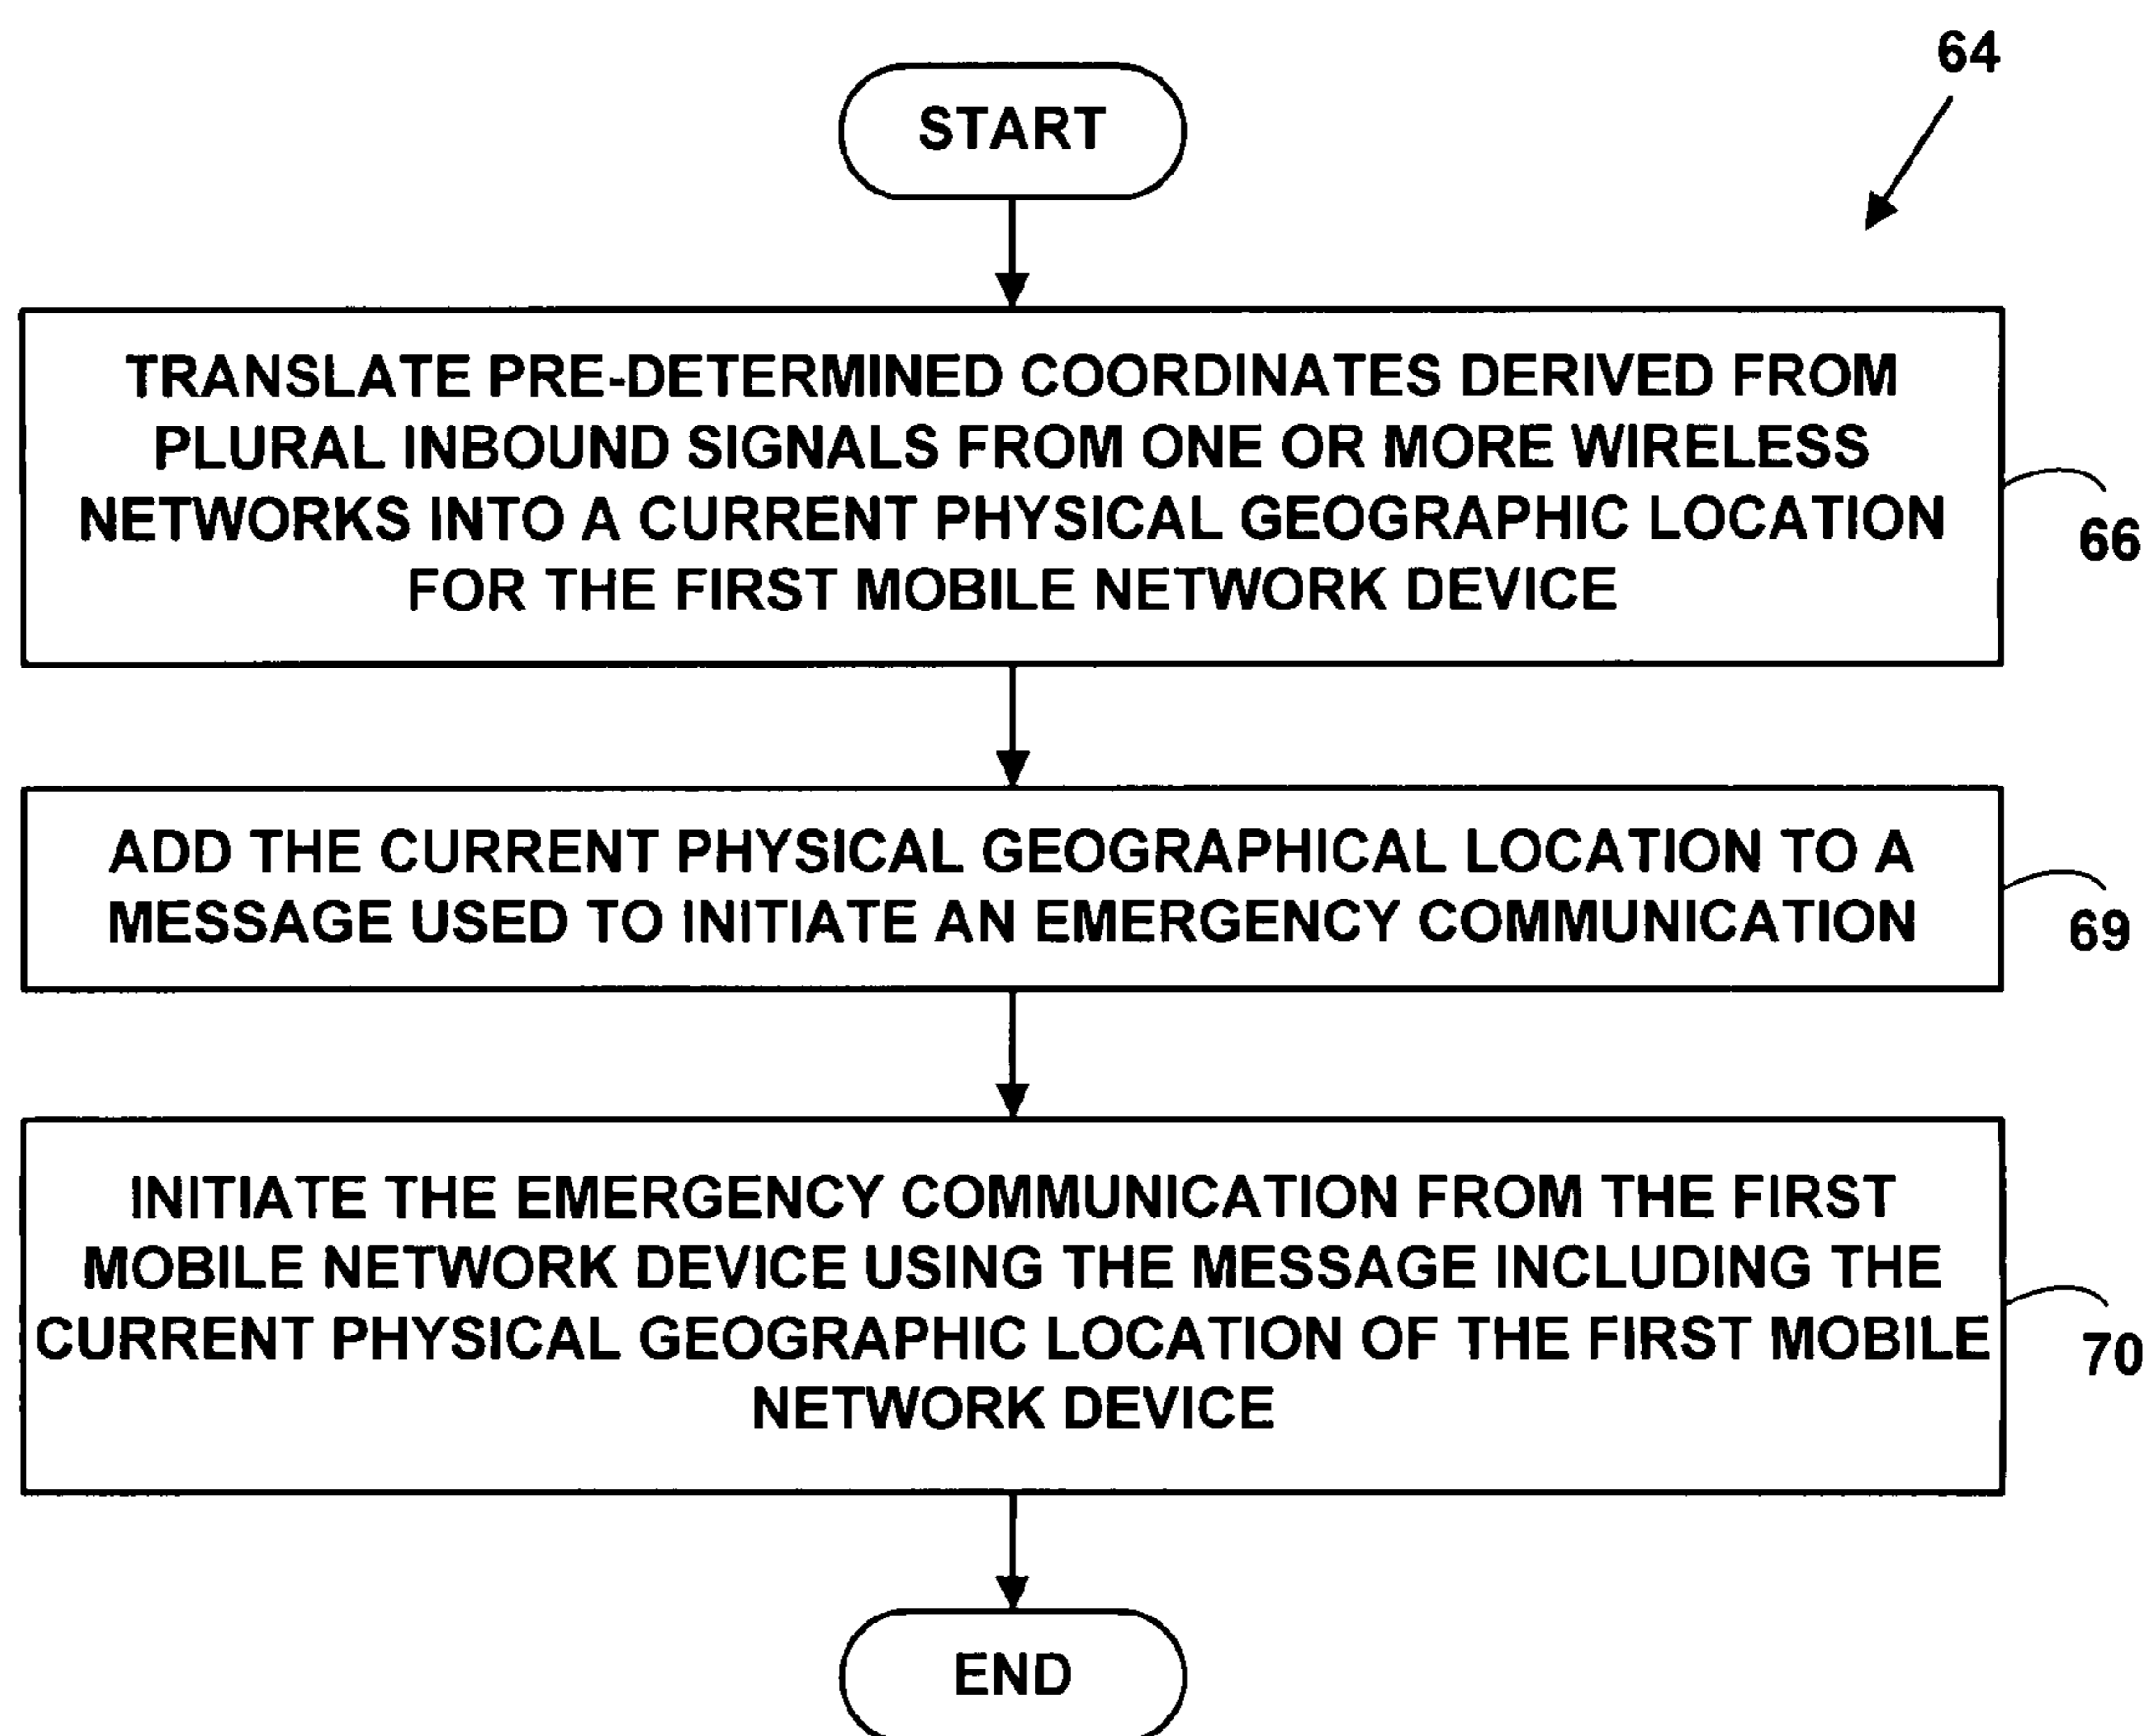 64
START
TRANSLATE PRE-DETERMINED COORDINATES DERIVED FROM
PLURAL INBOUND SIGNALS FROM ONE OR MORE WIRELESS
NETWORKS INTO A CURRENT PHYSICAL GEOGRAPHIC LOCATION
FOR THE FIRST MOBILE NETWORK DEVICE
66
ADD THE CURRENT PHYSICAL GEOGRAPHICAL LOCATION TO A
MESSAGE USED TO INITIATE AN EMERGENCY COMMUNICATION
69
INITIATE THE EMERGENCY COMMUNICATION FROM THE FIRST
MOBILE NETWORK DEVICE USING THE MESSAGE INCLUDING THE
CURRENT PHYSICAL GEOGRAPHIC LOCATION OF THE FIRST MOBILE
NETWORK DEVICE
70
END